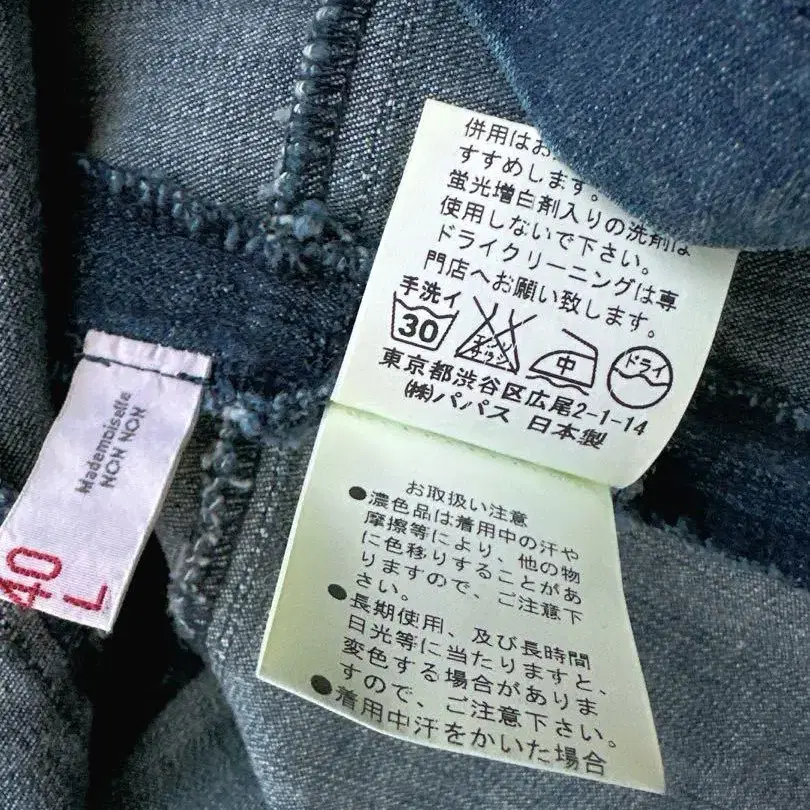 併用はお
すすめします。
蛍光増白剤入りの洗剤は
使用しないで下さい。
ドライクリーニングは専
門店へお願い致します。
手洗イ
30
中
ドライ
東京都渋谷区広尾2-1-14
㈱パパス 日本製
お取扱い注意
●濃色品は着用中の汗や
摩擦等により、他の物
に色移りすることがあ
りますので、ご注意下
さい。
●長期使用、及び長時間
日光等に当たりますと、
変色する場合がありま
すので、ご注意下さい。
●着用中汗をかいた場合
Mademoiselle
NON NON
40
L